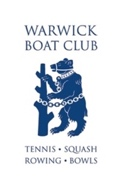 WARWICK
BOAT CLUB
TENNIS • SQUASH
ROWING • BOWLS